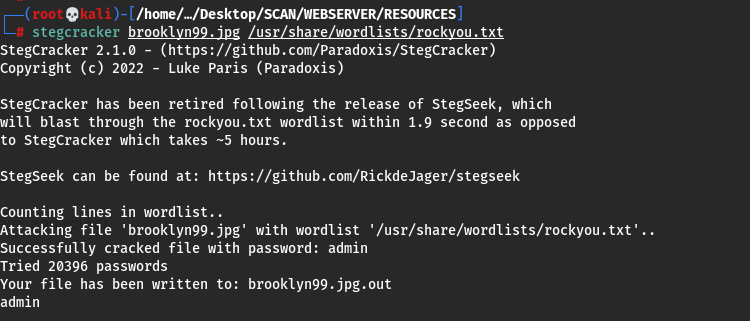 (root💀kali)-[/home/…/Desktop/SCAN/WEBSERVER/RESOURCES]
# stegcracker brooklyn99.jpg /usr/share/wordlists/rockyou.txt
StegCracker 2.1.0 - (https://github.com/Paradoxis/StegCracker)
Copyright (c) 2022 - Luke Paris (Paradoxis)
StegCracker has been retired following the release of StegSeek, which
will blast through the rockyou.txt wordlist within 1.9 second as opposed
to StegCracker which takes ~5 hours.
StegSeek can be found at: https://github.com/RickdeJager/stegseek
Counting lines in wordlist..
Attacking file 'brooklyn99.jpg' with wordlist '/usr/share/wordlists/rockyou.txt'..
Successfully cracked file with password: admin
Tried 20396 passwords
Your file has been written to: brooklyn99.jpg.out
admin